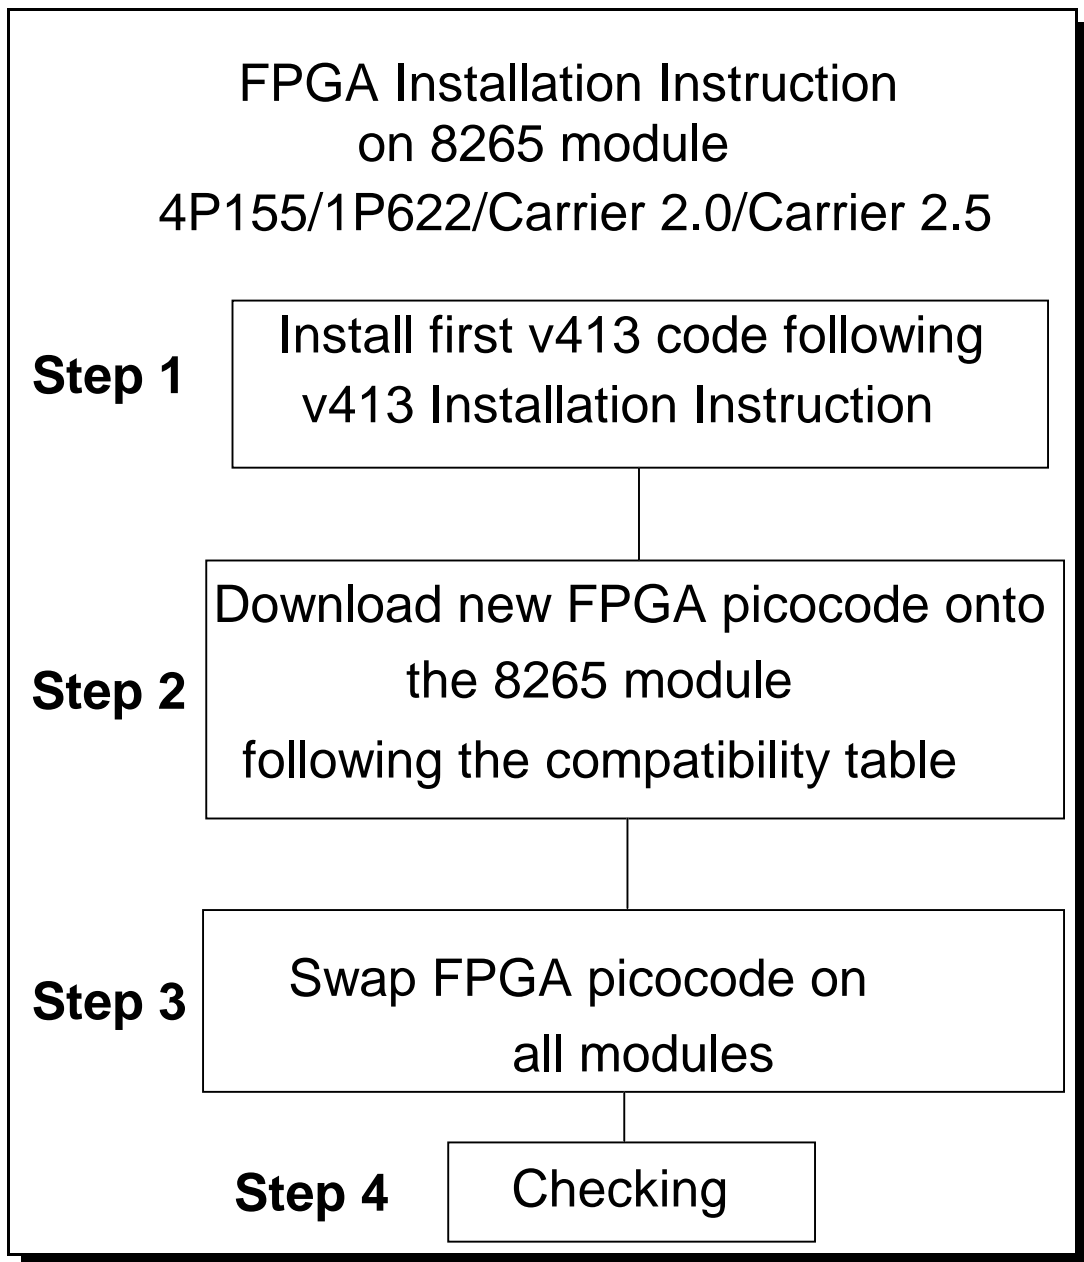 FPGA Installation Instruction
on 8265 module
4P155/1P622/Carrier 2.0/Carrier 2.5
Step 1
Install first v413 code following
v413 Installation Instruction
Step 2
Download new FPGA picocode onto
the 8265 module
following the compatibility table
Step 3
Swap FPGA picocode on
all modules
Step 4
Checking